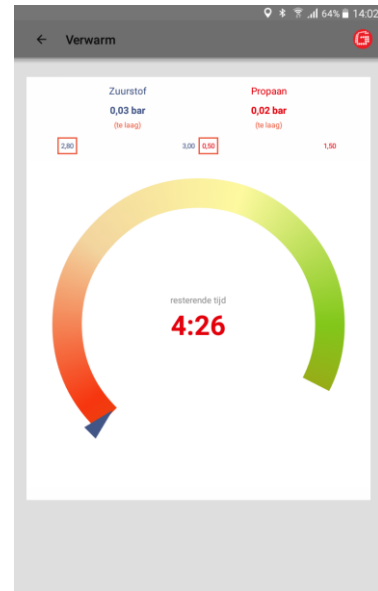 64% 14:02
Verwarm
Zuurstof Propaan
0,03 bar 0,02 bar
(te laag) (te laag)
2,80 3,00 0,50 1,50
resterende tijd
4:26